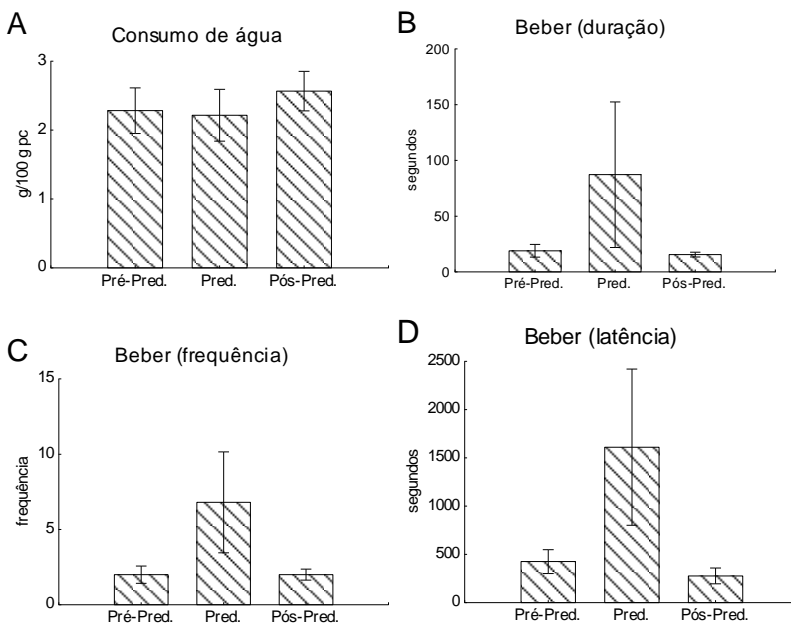 A
Consumo de água
g/100 g pc
3
2
1
0
Pré-Pred.
Pred.
Pós-Pred.
B
Beber (duração)
segundos
200
150
100
50
0
Pré-Pred.
Pred.
Pós-Pred.
C
Beber (frequência)
frequência
15
10
5
0
Pré-Pred.
Pred.
Pós-Pred.
D
Beber (latência)
segundos
2500
2000
1500
1000
500
0
Pré-Pred.
Pred.
Pós-Pred.